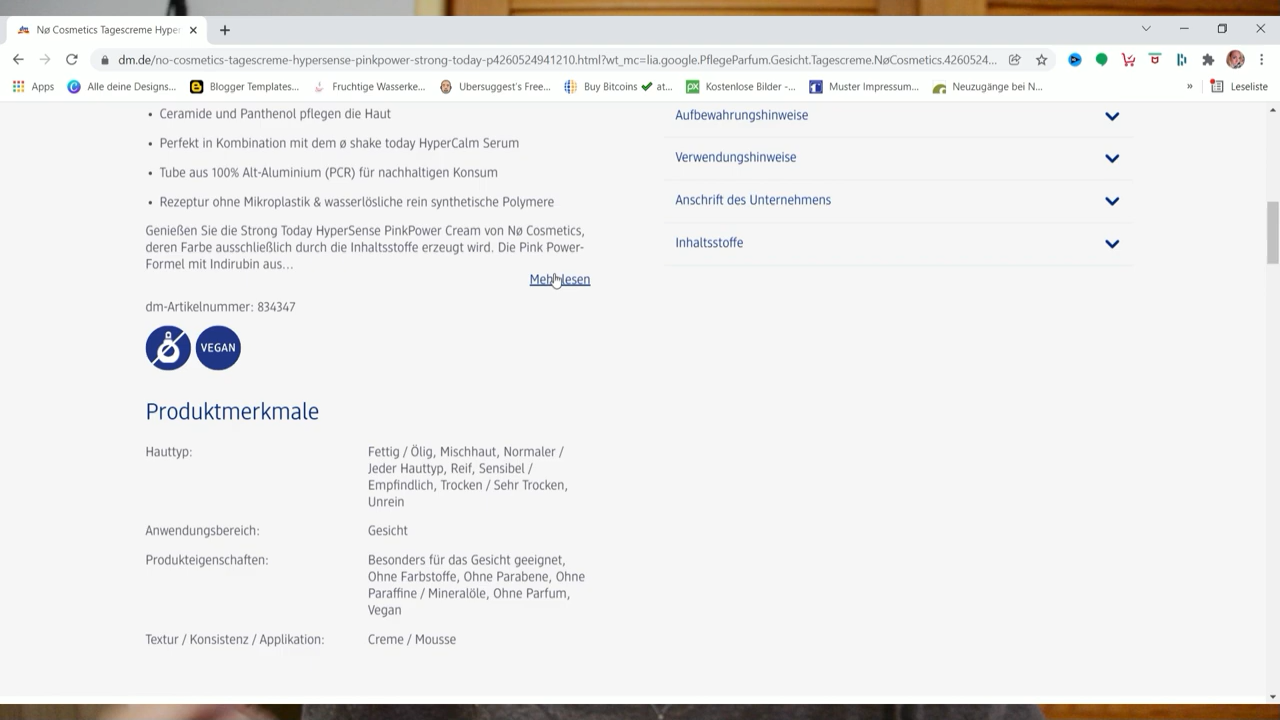 Nø Cosmetics Tagescreme Hyper
dm.de/no-cosmetics-tagescreme-hypersense-pinkpower-strong-today-p4260524941210.html?wt_mc=lia.google.PflegeParfum.Gesicht.Tagescreme.NøCosmetics.4260524...
Apps Alle deine Designs... Blogger Templates... Fruchtige Wasserke... Ubersuggest's Free... Buy Bitcoins ✔ at... Kostenlose Bilder -... Muster Impressum... Neuzugänge bei N... » Leseliste
• Ceramide und Panthenol pflegen die Haut
• Perfekt in Kombination mit dem ø shake today HyperCalm Serum
• Tube aus 100% Alt-Aluminium (PCR) für nachhaltigen Konsum
• Rezeptur ohne Mikroplastik & wasserlösliche rein synthetische Polymere
Genießen Sie die Strong Today HyperSense PinkPower Cream von Nø Cosmetics,
deren Farbe ausschließlich durch die Inhaltsstoffe erzeugt wird. Die Pink Power-
Formel mit Indirubin aus...
Mehr lesen
dm-Artikelnummer: 834347
VEGAN
Produktmerkmale
Hauttyp:
Fettig / Ölig, Mischhaut, Normaler /
Jeder Hauttyp, Reif, Sensibel /
Empfindlich, Trocken / Sehr Trocken,
Unrein
Anwendungsbereich:
Gesicht
Produkteigenschaften:
Besonders für das Gesicht geeignet,
Ohne Farbstoffe, Ohne Parabene, Ohne
Paraffine / Mineralöle, Ohne Parfum,
Vegan
Textur / Konsistenz / Applikation:
Creme / Mousse
Aufbewahrungshinweise
Verwendungshinweise
Anschrift des Unternehmens
Inhaltsstoffe